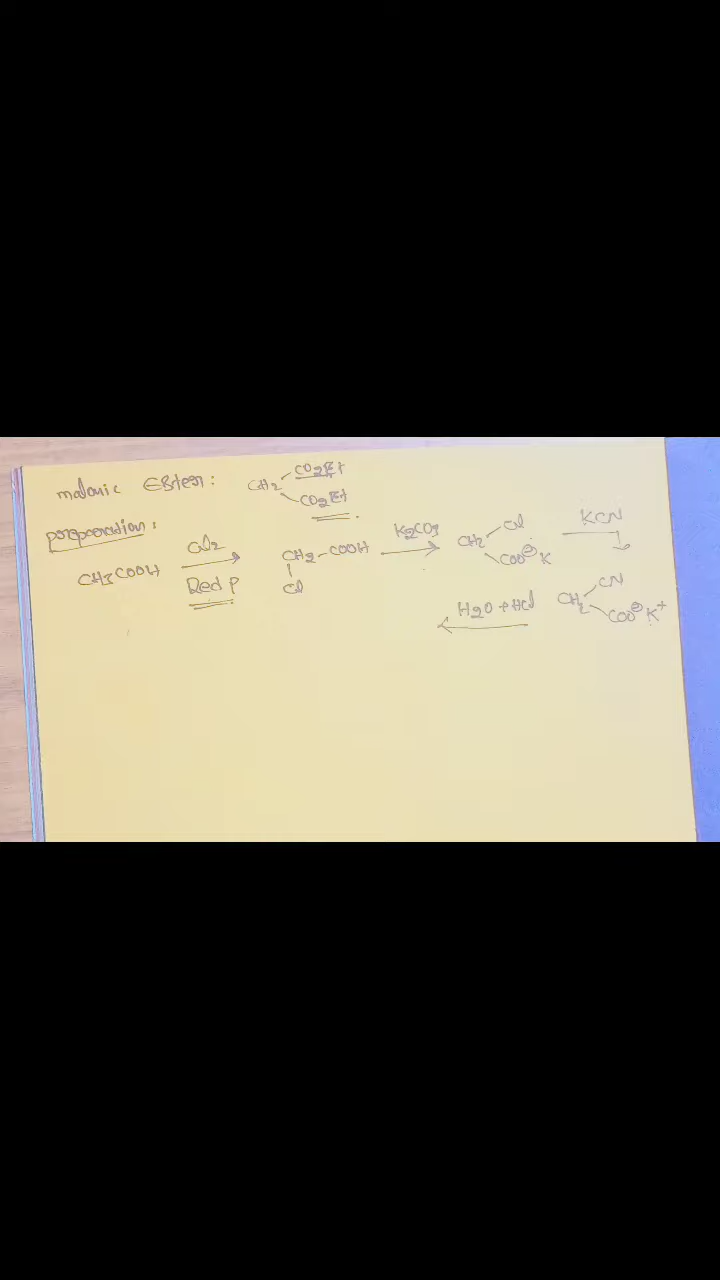 malonic Ester: CH2 CO2Et CO2Et
preparation:
CH3COOH Cl2 Red P CH2-COOH Cl K2CO3 CH2 Cl COO⊖K KCN
H2O + HCl CH2 CN COO⊖K+